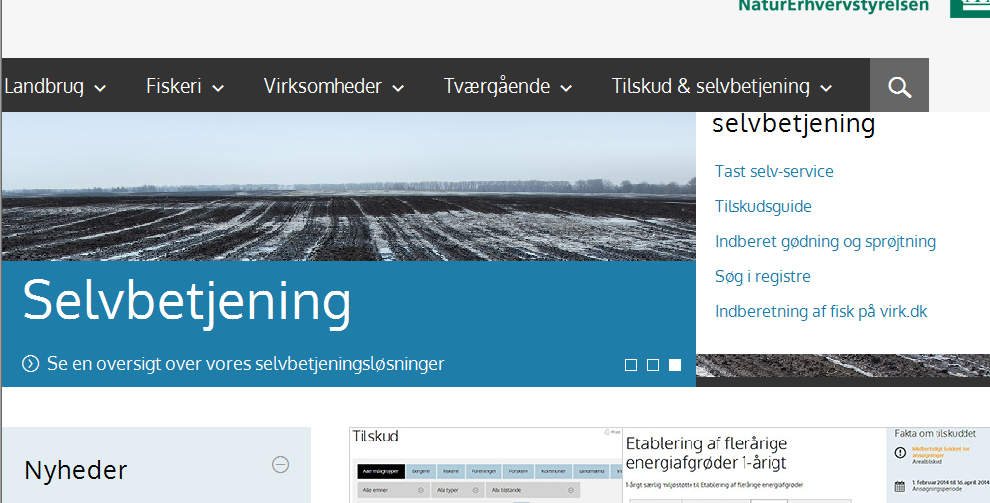 NaturErhvervstyrelsen
Landbrug Fiskeri Virksomheder Tværgående Tilskud & selvbetjening
selvbetjening
Tast selv-service
Tilskudsguide
Indberet gødning og sprøjtning
Søg i registre
Indberetning af fisk på virk.dk
Selvbetjening
Se en oversigt over vores selvbetjeningsløsninger
Nyheder
Tilskud
Print
Alle målgrupper Borgere Fiskere Foreninger Forskere Kommuner Landmænd
Alle emner Alle typer Alle tilstande
Etablering af flerårige
energiafgrøder 1-årigt
1-årigt særlig miljøstøtte til Etablering af flerårige energiafgrøder
Fakta om tilskuddet
Midlertidigt lukket for
ansøgninger
Arealtilskud
1. februar 2014 til 16. april 2014
Ansøgningsperiode